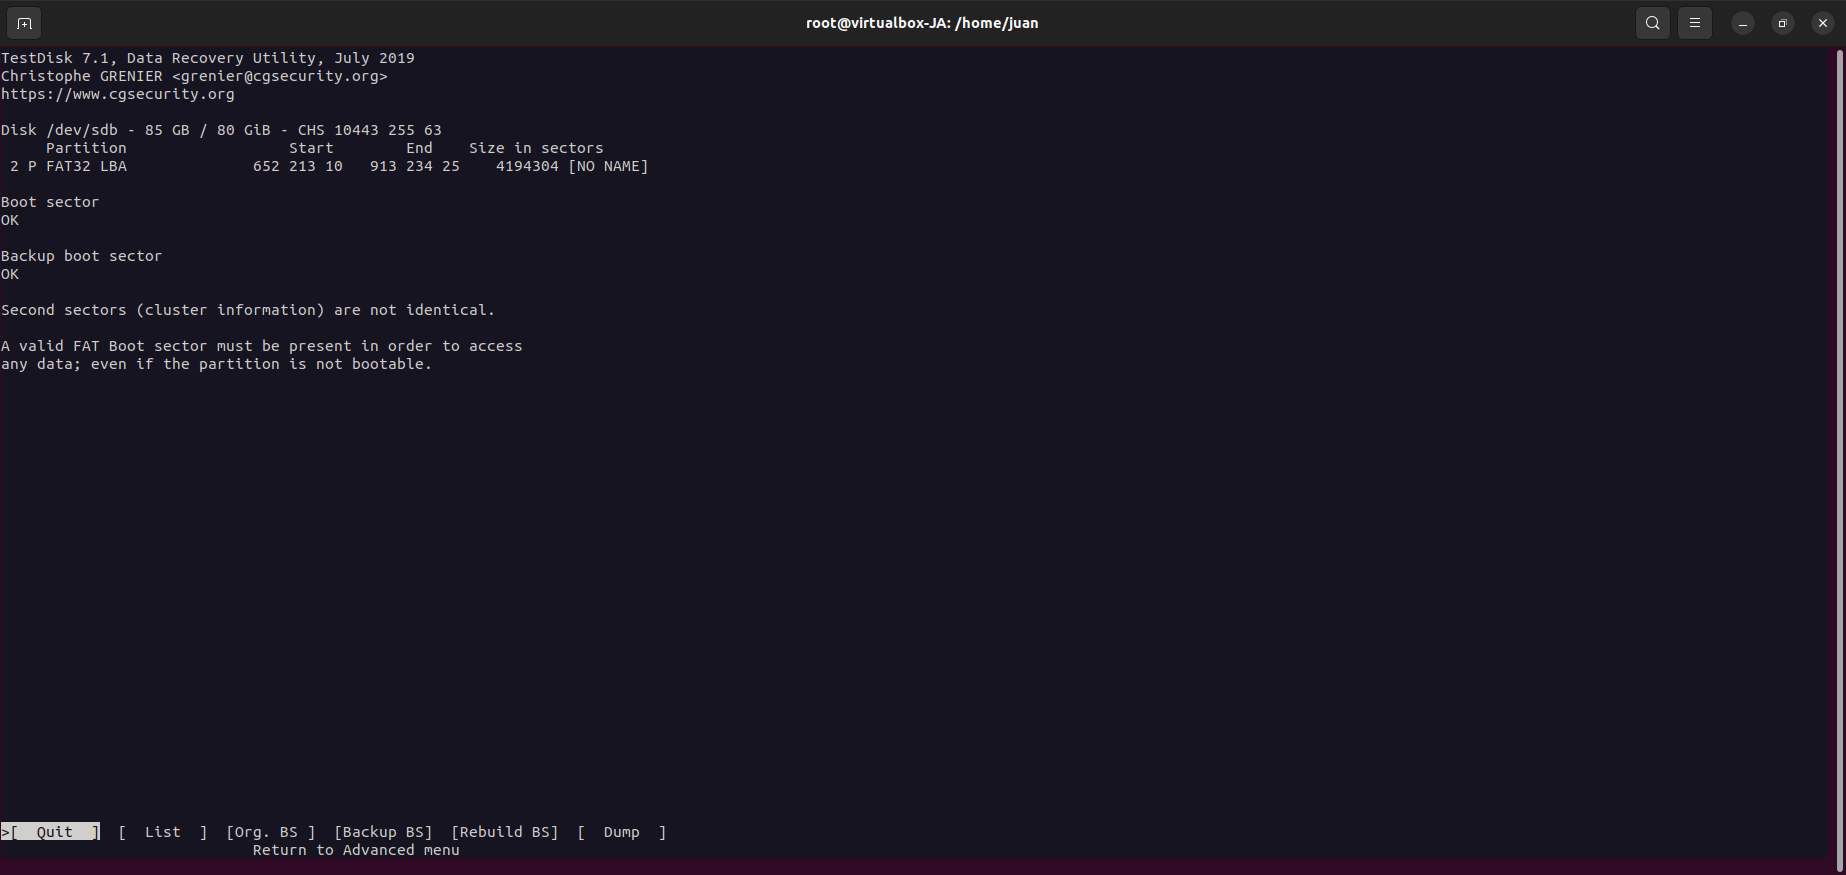 root@virtualbox-JA: /home/juan
TestDisk 7.1, Data Recovery Utility, July 2019
Christophe GRENIER <grenier@cgsecurity.org>
https://www.cgsecurity.org
Disk /dev/sdb - 85 GB / 80 GiB - CHS 10443 255 63
     Partition                  Start        End    Size in sectors
 2 P FAT32 LBA              652 213 10   913 234 25    4194304 [NO NAME]
Boot sector
OK
Backup boot sector
OK
Second sectors (cluster information) are not identical.
A valid FAT Boot sector must be present in order to access
any data; even if the partition is not bootable.
>[  Quit  ]  [  List  ]  [Org. BS ]  [Backup BS]  [Rebuild BS]  [  Dump  ]
                            Return to Advanced menu